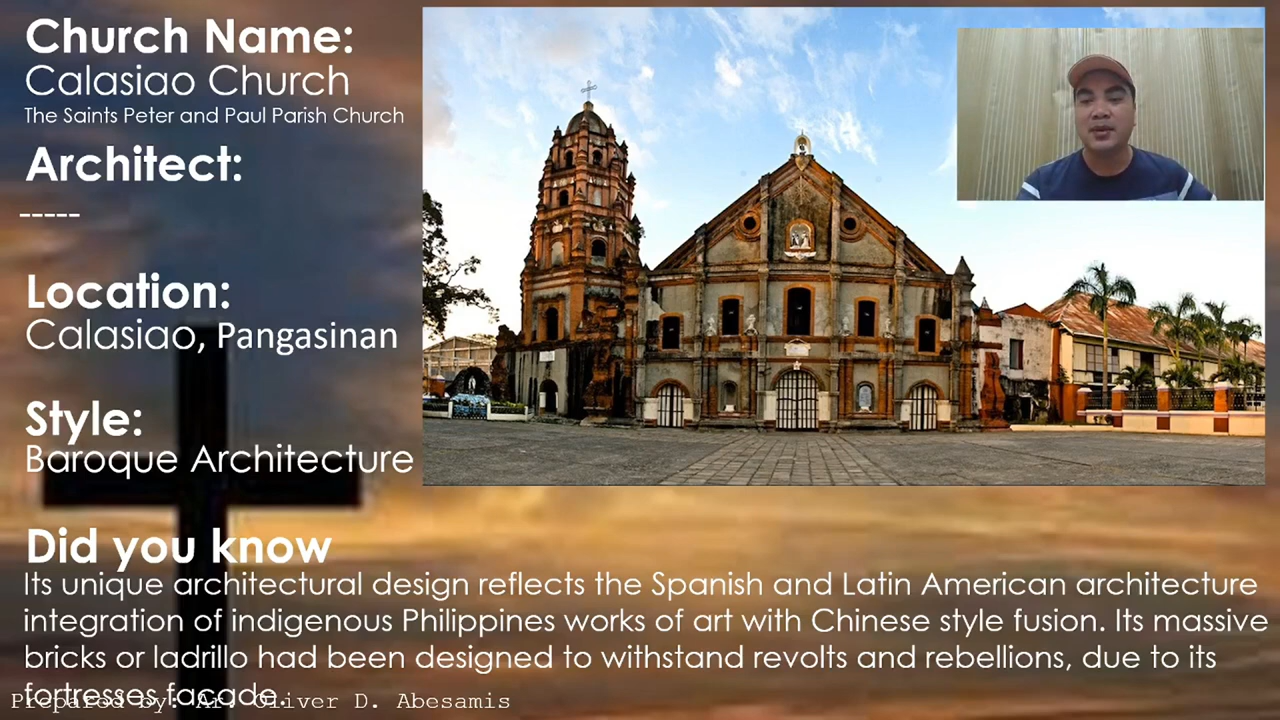 Church Name:
Calasiao Church
The Saints Peter and Paul Parish Church
Architect:
-----
Location:
Calasiao, Pangasinan
Style:
Baroque Architecture
Did you know
Its unique architectural design reflects the Spanish and Latin American architecture
integration of indigenous Philippines works of art with Chinese style fusion. Its massive
bricks or ladrillo had been designed to withstand revolts and rebellions, due to its
fortresses façade.
Prepared by: Ar. Oliver D. Abesamis